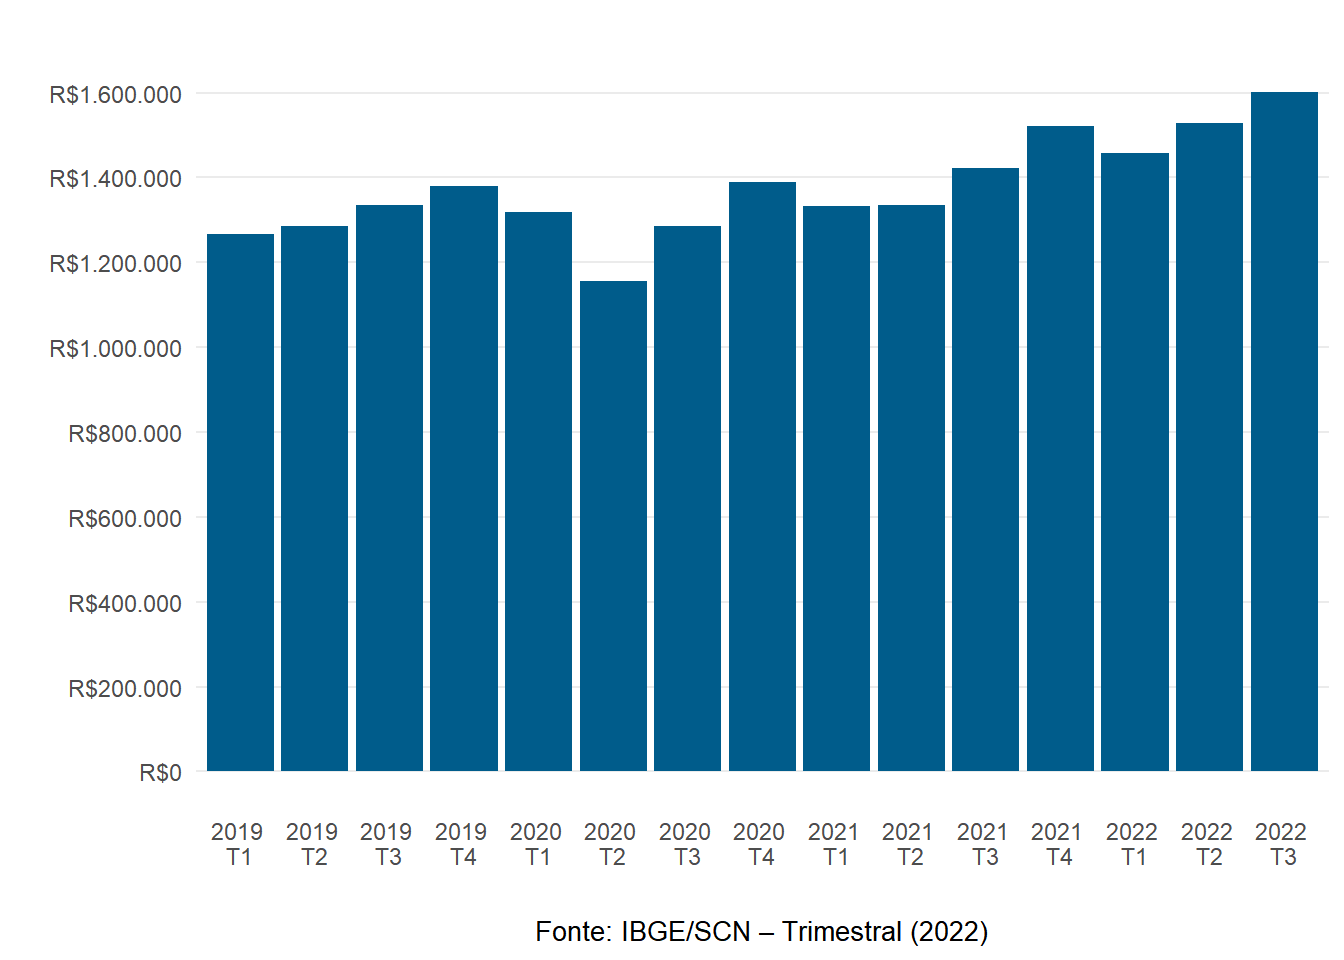 R$1.600.000
R$1.400.000
R$1.200.000
R$1.000.000
R$800.000
R$600.000
R$400.000
R$200.000
R$0
2019 2019 2019 2019 2020 2020 2020 2020 2021 2021 2021 2021 2022 2022 2022
T1 T2 T3 T4 T1 T2 T3 T4 T1 T2 T3 T4 T1 T2 T3
Fonte: IBGE/SCN – Trimestral (2022)